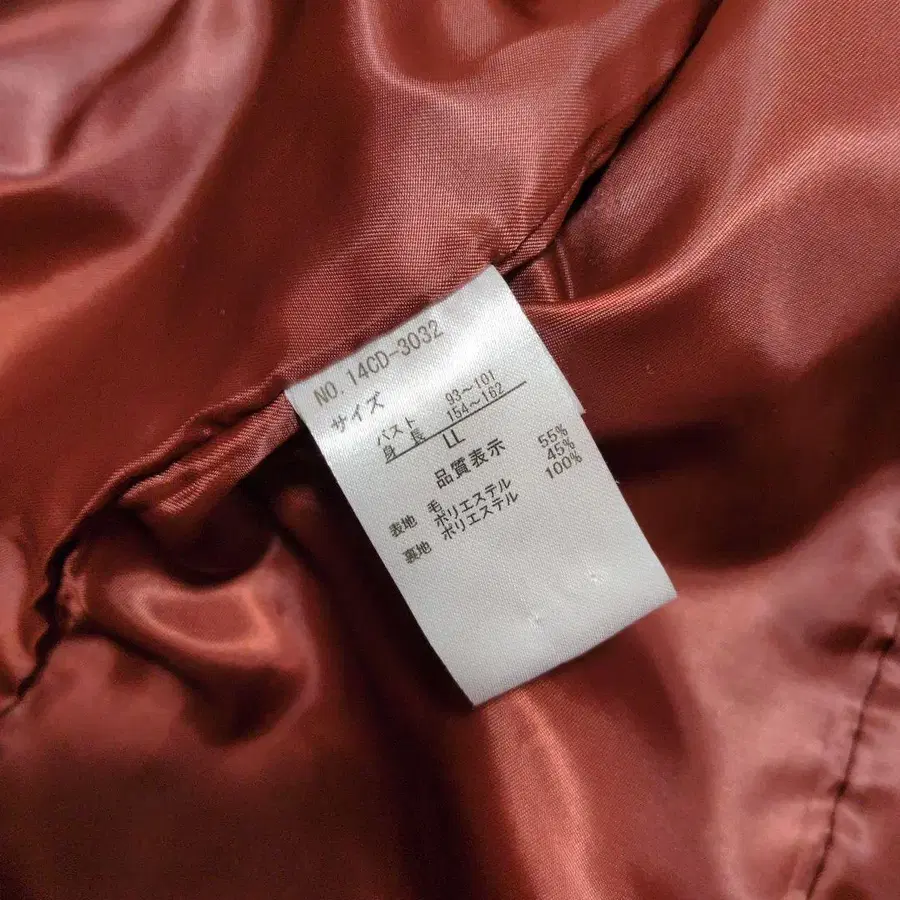 NO.14CD-3032
サイズ
バスト 93〜101
身長 154〜162
LL
品質表示
表地 毛 55%
ポリエステル 45%
裏地 ポリエステル 100%